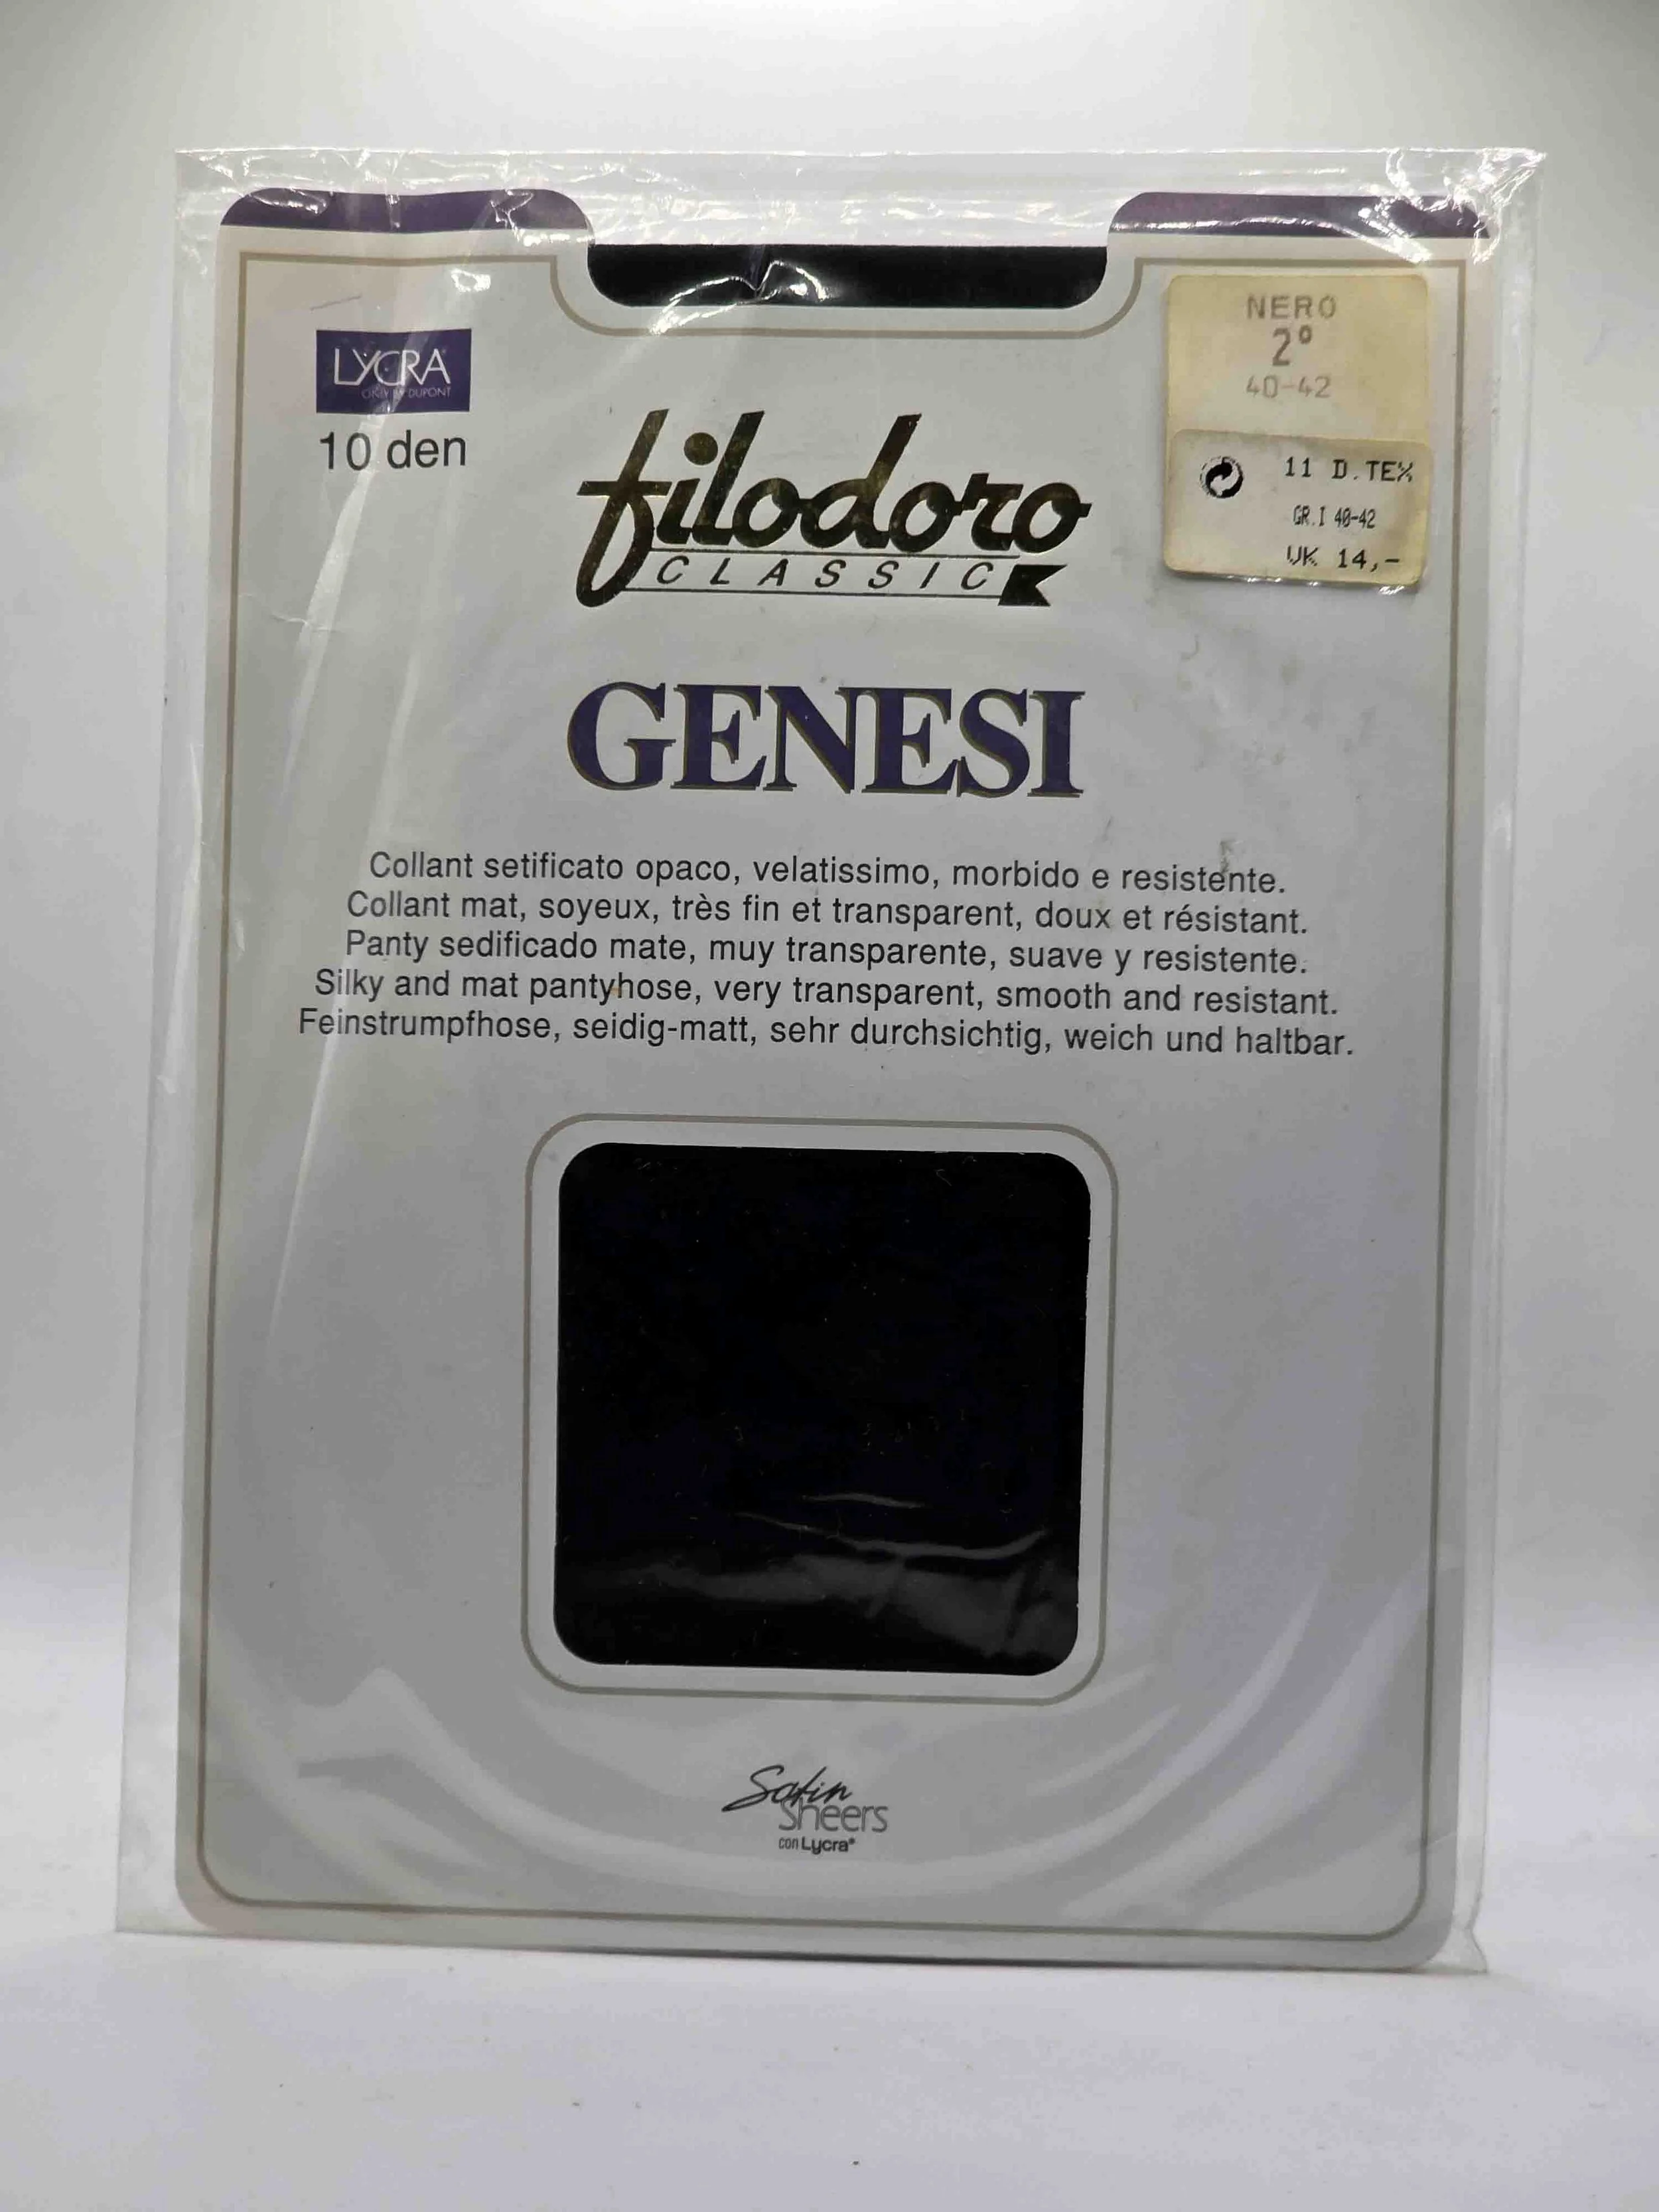 LYCRA
ONLY BY DUPONT
10 den
NERO
2°
40-42
11 D.TEX
GR.I 40-42
VK 14,-
filodoro
CLASSIC
GENESI
Collant setificato opaco, velatissimo, morbido e resistente.
Collant mat, soyeux, très fin et transparent, doux et résistant.
Panty sedificado mate, muy transparente, suave y resistente.
Silky and mat pantyhose, very transparent, smooth and resistant.
Feinstrumpfhose, seidig-matt, sehr durchsichtig, weich und haltbar.
Satin
Sheers
con Lycra®